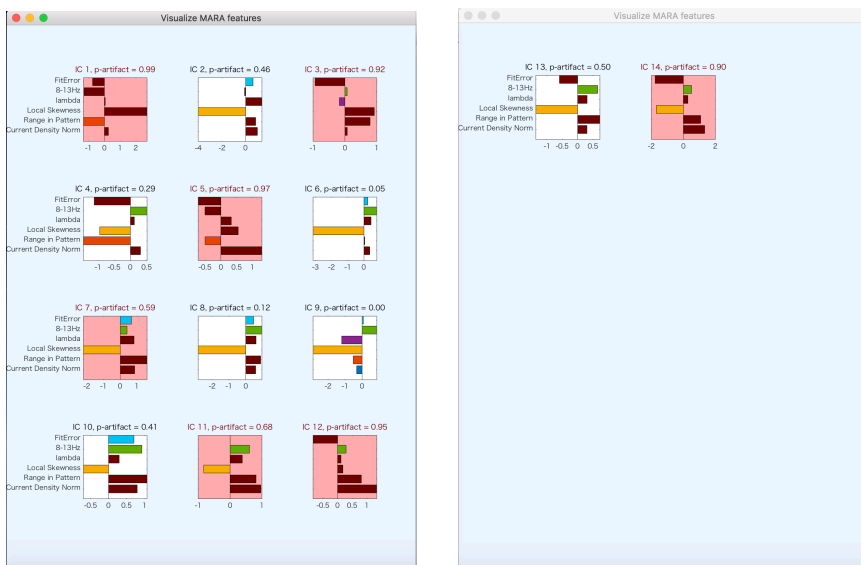 Visualize MARA features
IC 1, p-artifact = 0.99
IC 2, p-artifact = 0.46
IC 3, p-artifact = 0.92
FitError
8-13Hz
lambda
Local Skewness
Range in Pattern
Current Density Norm
-1 0 1 2
-4 -2 0
-1 0 1
IC 4, p-artifact = 0.29
IC 5, p-artifact = 0.97
IC 6, p-artifact = 0.05
FitError
8-13Hz
lambda
Local Skewness
Range in Pattern
Current Density Norm
-1 -0.5 0 0.5
-0.5 0 0.5 1
-3 -2 -1 0
IC 7, p-artifact = 0.59
IC 8, p-artifact = 0.12
IC 9, p-artifact = 0.00
FitError
8-13Hz
lambda
Local Skewness
Range in Pattern
Current Density Norm
-2 -1 0 1
-2 -1 0
-2 -1 0
IC 10, p-artifact = 0.41
IC 11, p-artifact = 0.68
IC 12, p-artifact = 0.95
FitError
8-13Hz
lambda
Local Skewness
Range in Pattern
Current Density Norm
-0.5 0 0.5 1
-1 0 1
-0.5 0 0.5 1
Visualize MARA features
IC 13, p-artifact = 0.50
IC 14, p-artifact = 0.90
FitError
8-13Hz
lambda
Local Skewness
Range in Pattern
Current Density Norm
-1 -0.5 0 0.5
-2 0 2